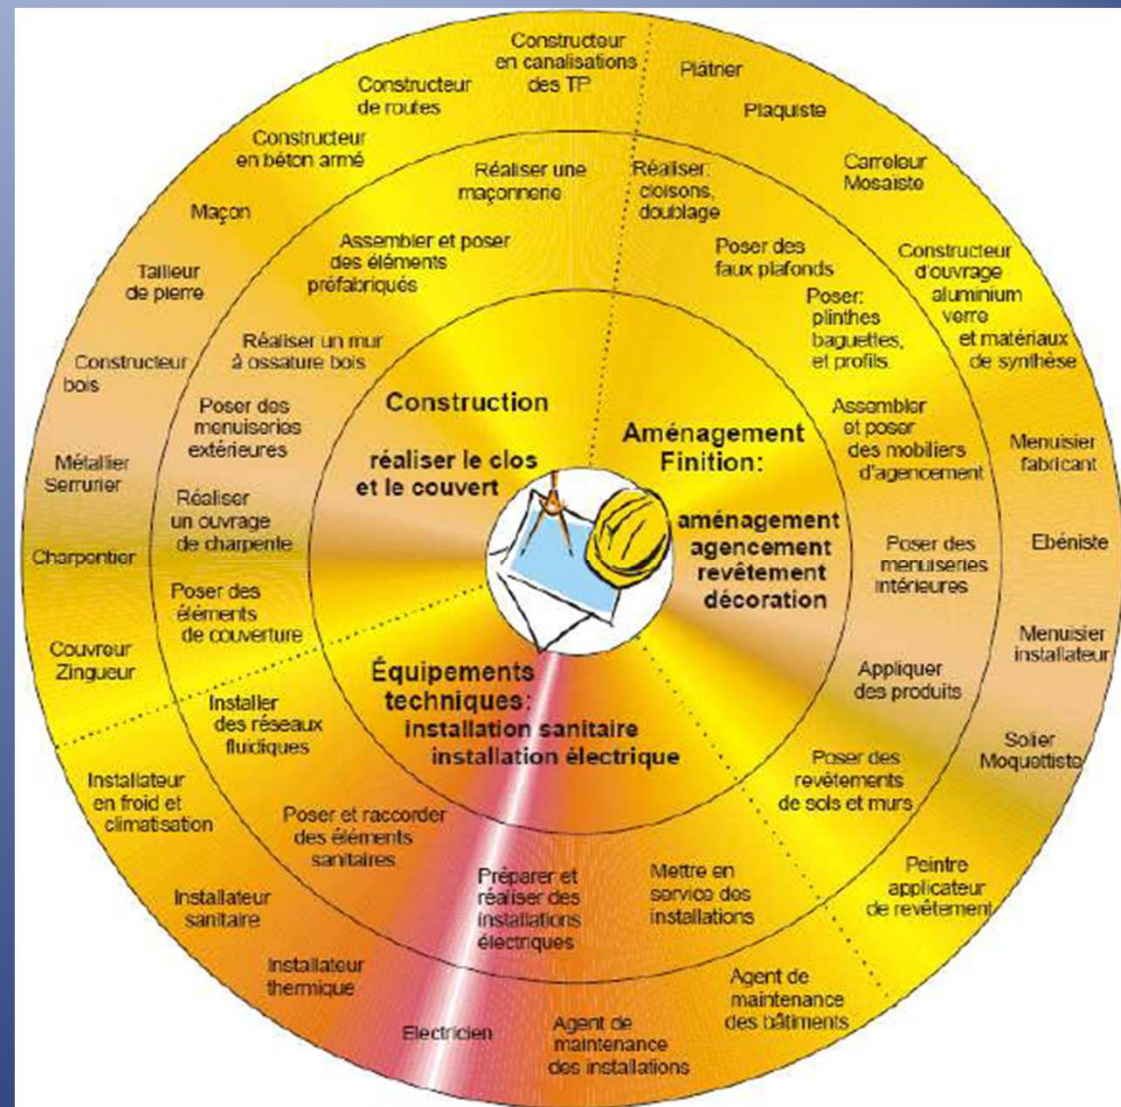 Constructeur
en canalisations
des TP
Constructeur
de routes
Constructeur
en béton armé
Maçon
Tailleur
de pierre
Constructeur
bois
Métallier
Serrurier
Charpentier
Couvreur
Zingueur
Réaliser une
maçonnerie
Assembler et poser
des éléments
préfabriqués
Réaliser un mur
à ossature bois
Poser des
menuiseries
extérieures
Réaliser
un ouvrage
de charpente
Poser des
éléments
de couverture
Construction
réaliser le clos
et le couvert
Plâtrier
Plaquiste
Carreleur
Mosaïste
Constructeur
d'ouvrage
aluminium
verre
et matériaux
de synthèse
Menuisier
fabricant
Ebéniste
Menuisier
installateur
Solier
Moquettiste
Peintre
applicateur
de revêtement
Réaliser:
cloisons,
doublage
Poser des
faux plafonds
Poser:
plinthes
baguettes,
et profils
Assembler
et poser
des mobiliers
d'agencement
Poser des
menuiseries
intérieures
Appliquer
des produits
Poser des
revêtements
de sols et murs
Aménagement
Finition:
aménagement
agencement
revêtement
décoration
Équipements
techniques:
installation sanitaire
installation électrique
Installer
des réseaux
fluidiques
Poser et raccorder
des éléments
sanitaires
Préparer et
réaliser des
installations
électriques
Mettre en
service des
installations
Installateur
en froid et
climatisation
Installateur
sanitaire
Installateur
thermique
Electricien
Agent de
maintenance
des installations
Agent de
maintenance
des bâtiments